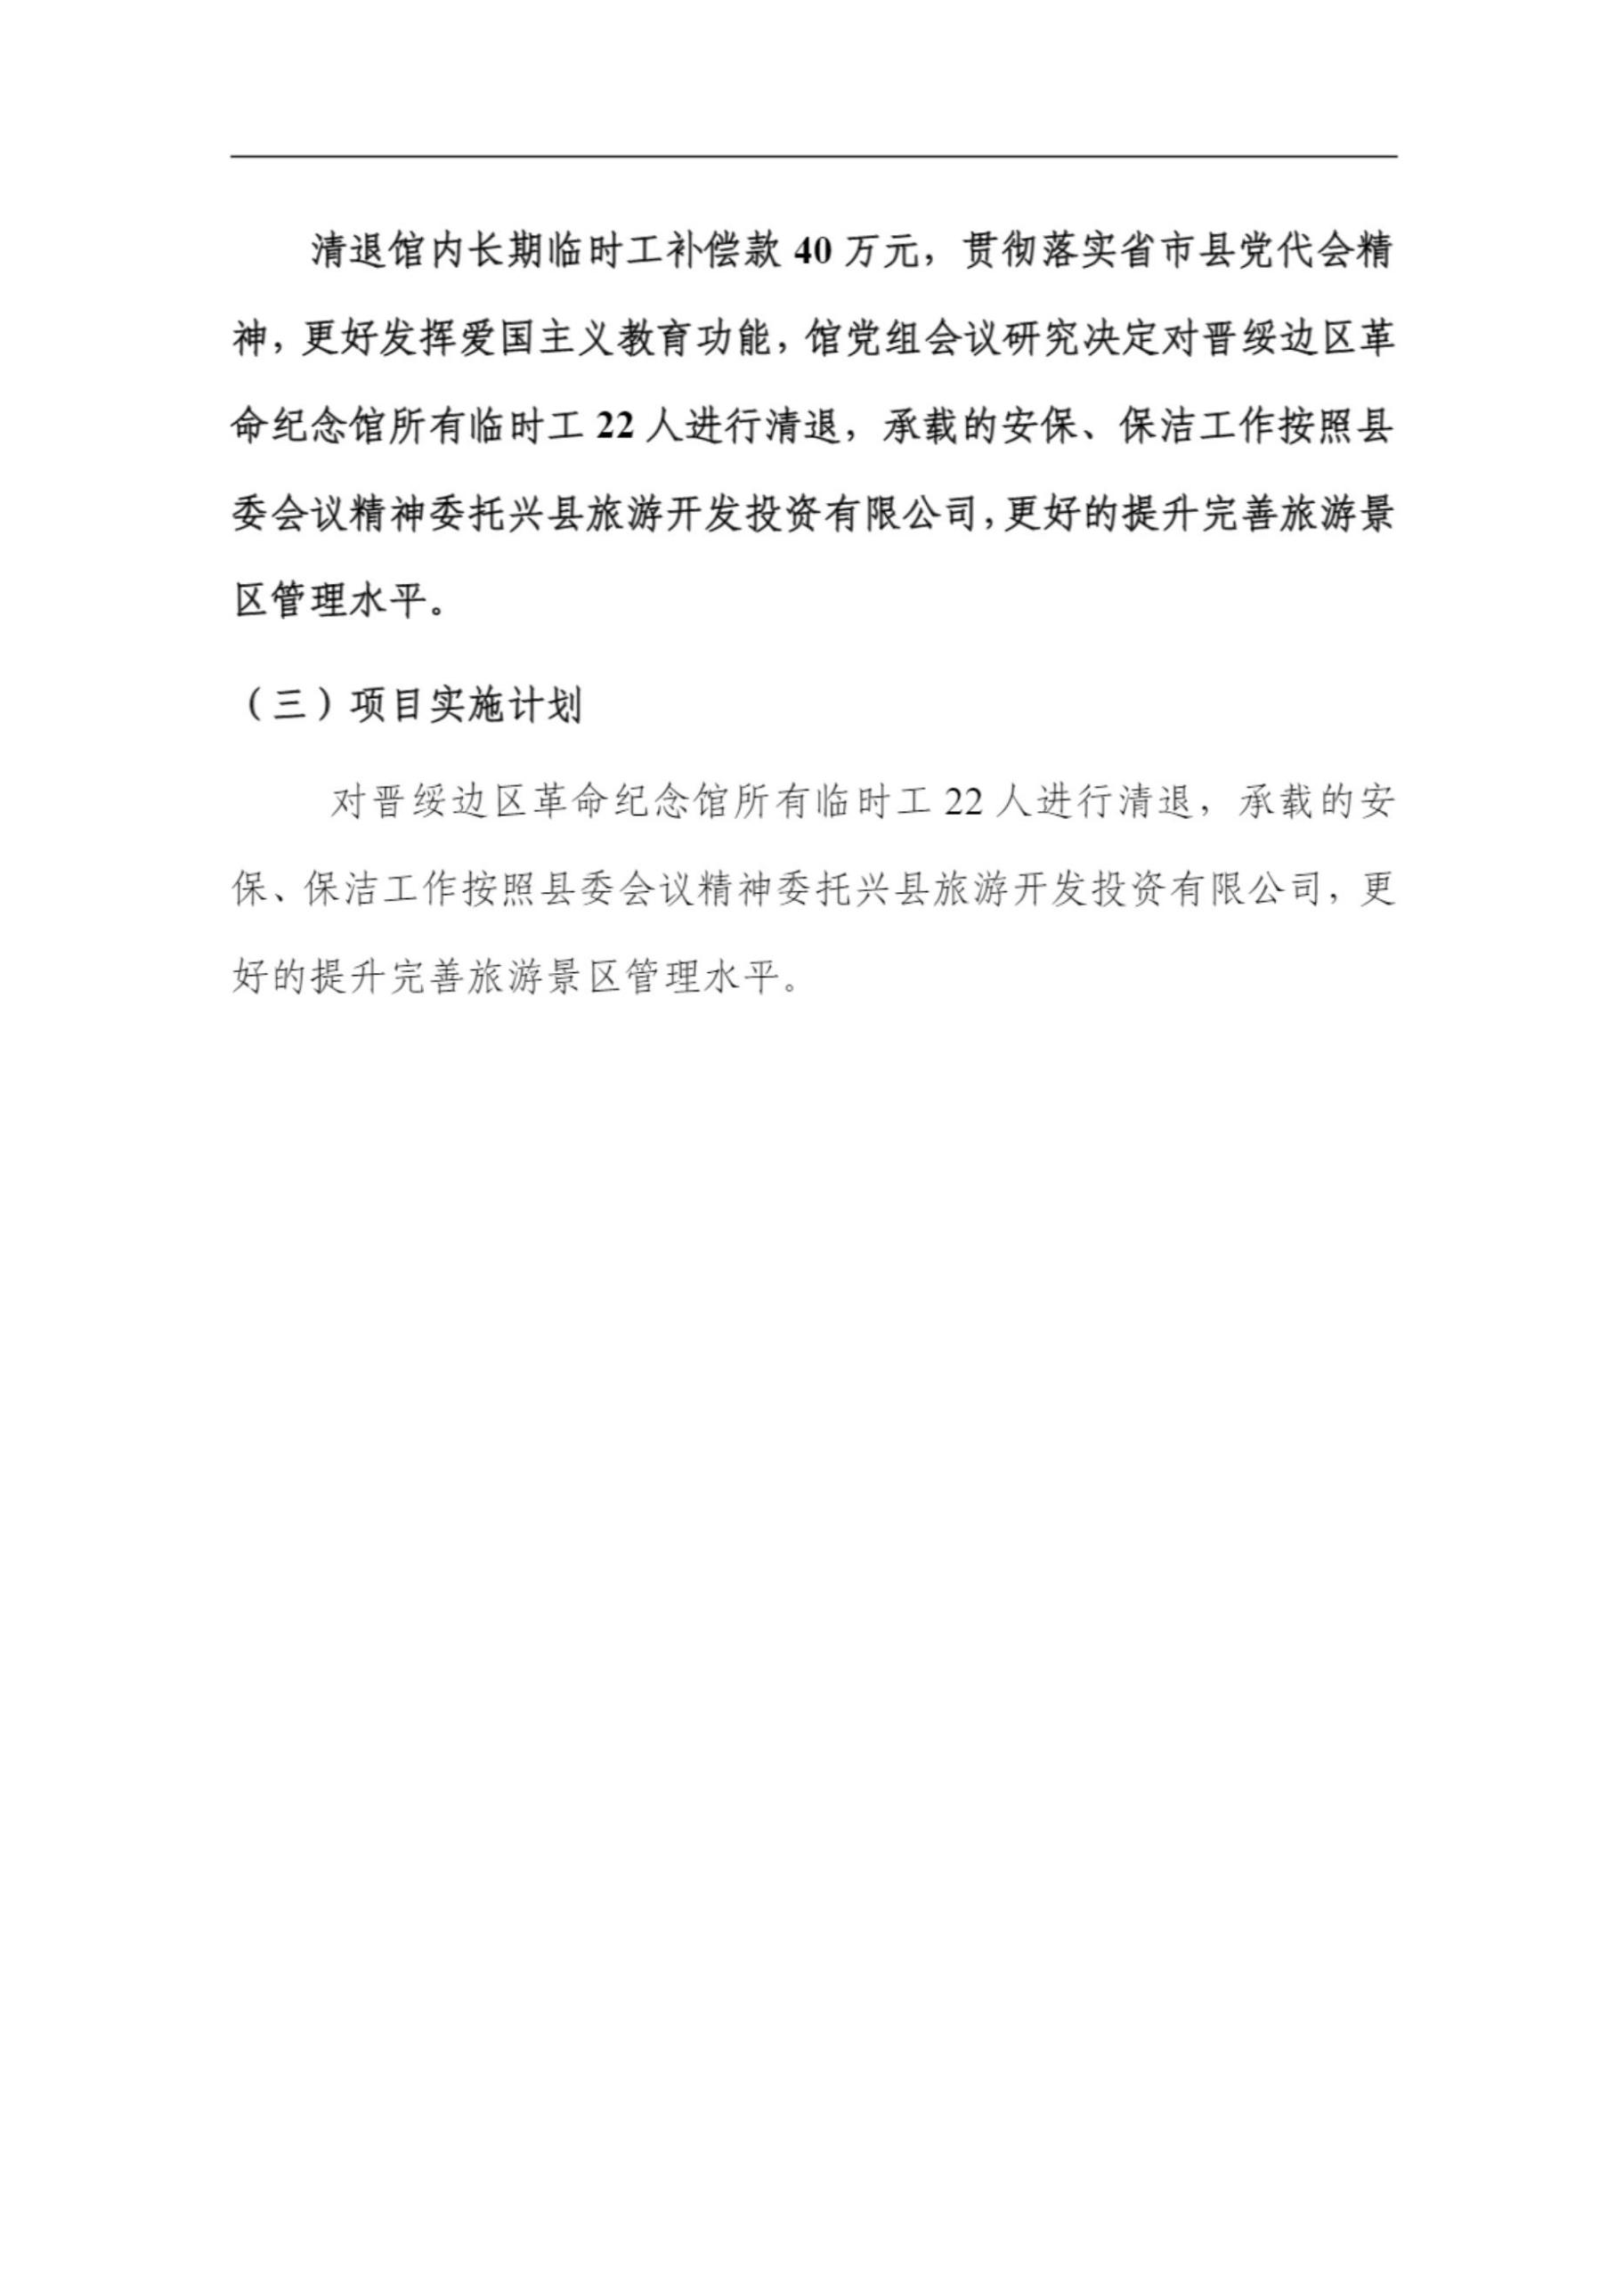 清退馆内长期临时工补偿款 40 万元，贯彻落实省市县党代会精
神，更好发挥爱国主义教育功能，馆党组会议研究决定对晋绥边区革
命纪念馆所有临时工 22 人进行清退，承载的安保、保洁工作按照县
委会议精神委托兴县旅游开发投资有限公司，更好的提升完善旅游景
区管理水平。
（三）项目实施计划
对晋绥边区革命纪念馆所有临时工 22 人进行清退，承载的安
保、保洁工作按照县委会议精神委托兴县旅游开发投资有限公司，更
好的提升完善旅游景区管理水平。